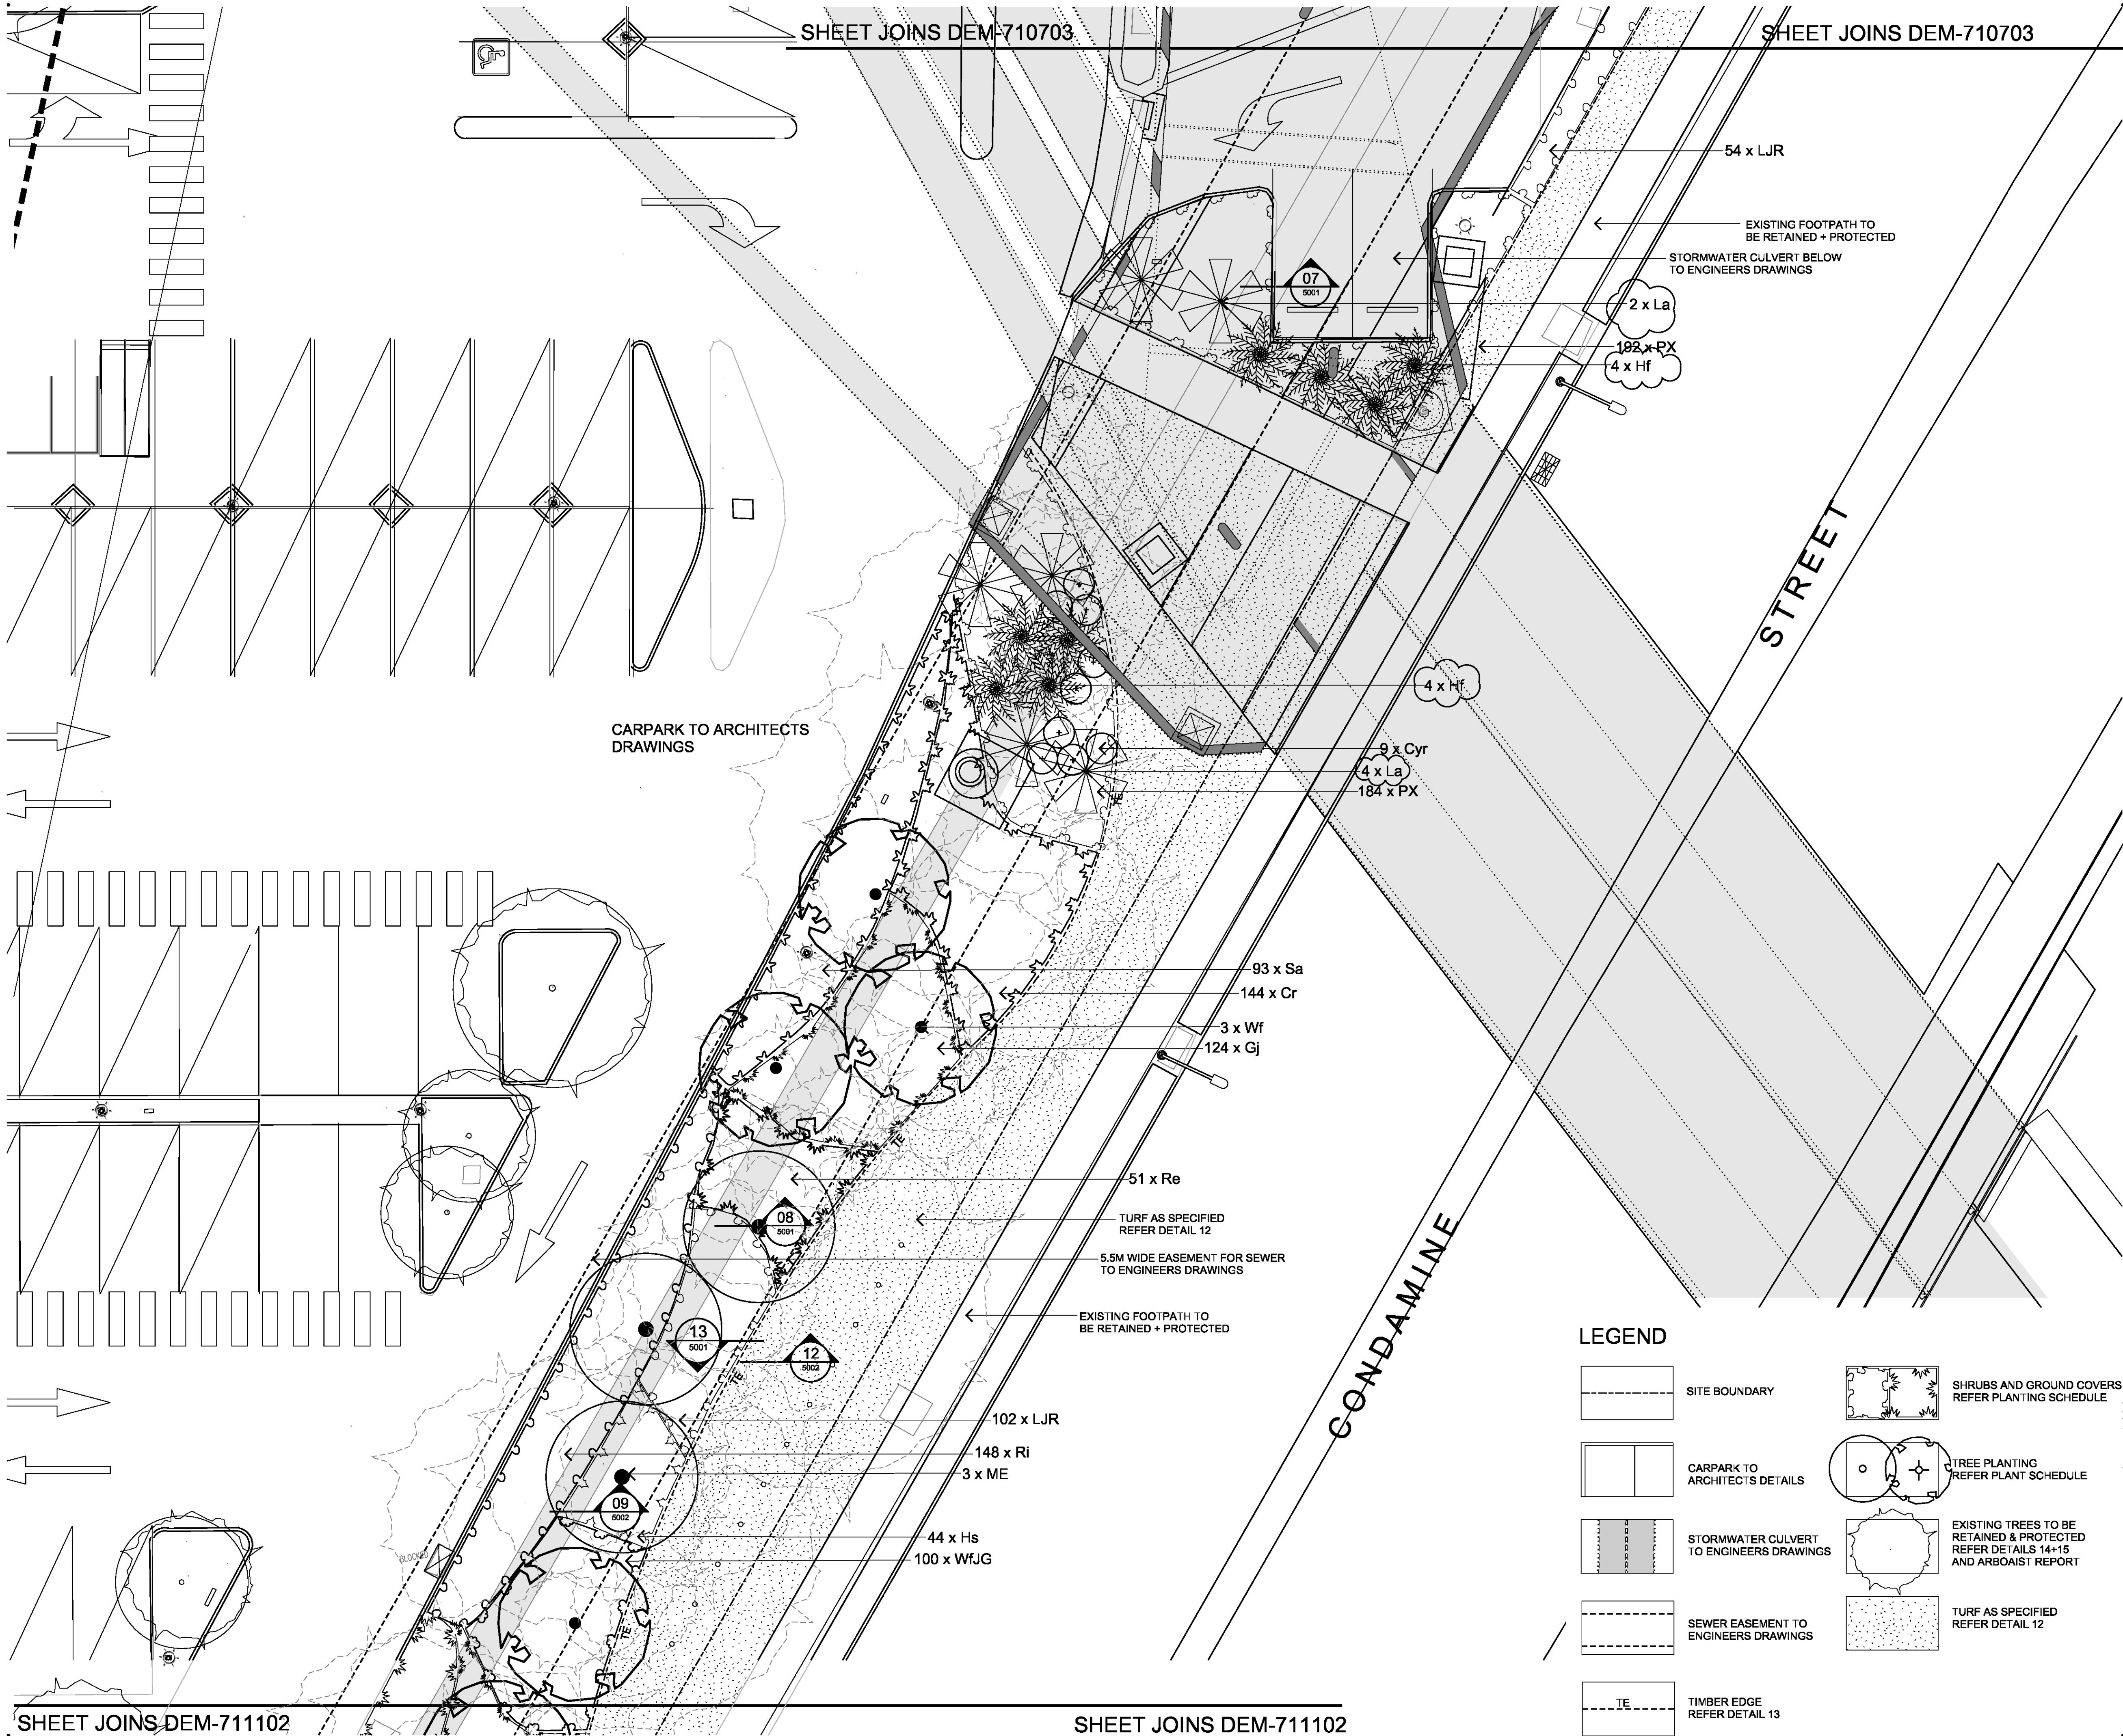 SHEET JOINS DEM-710703
SHEET JOINS DEM-710703
54 x LJR
EXISTING FOOTPATH TO
BE RETAINED + PROTECTED
STORMWATER CULVERT BELOW
TO ENGINEERS DRAWINGS
07
5001
2 x La
192 x PX
4 x Hf
STREET
4 x Hf
CARPARK TO ARCHITECTS
DRAWINGS
9 x Cyr
4 x La
184 x PX
TE
93 x Sa
144 x Cr
3 x Wf
124 x Gj
TE
51 x Re
08
5001
TURF AS SPECIFIED
REFER DETAIL 12
5.5M WIDE EASEMENT FOR SEWER
TO ENGINEERS DRAWINGS
CONDAMINE
EXISTING FOOTPATH TO
BE RETAINED + PROTECTED
13
5001
12
5002
TE
102 x LJR
148 x Ri
3 x ME
09
5002
44 x Hs
100 x WfJG
TE
LEGEND
SITE BOUNDARY
SHRUBS AND GROUND COVERS
REFER PLANTING SCHEDULE
CARPARK TO
ARCHITECTS DETAILS
TREE PLANTING
REFER PLANT SCHEDULE
STORMWATER CULVERT
TO ENGINEERS DRAWINGS
EXISTING TREES TO BE
RETAINED & PROTECTED
REFER DETAILS 14+15
AND ARBOAIST REPORT
SEWER EASEMENT TO
ENGINEERS DRAWINGS
TURF AS SPECIFIED
REFER DETAIL 12
TE
TIMBER EDGE
REFER DETAIL 13
SHEET JOINS DEM-711102
SHEET JOINS DEM-711102